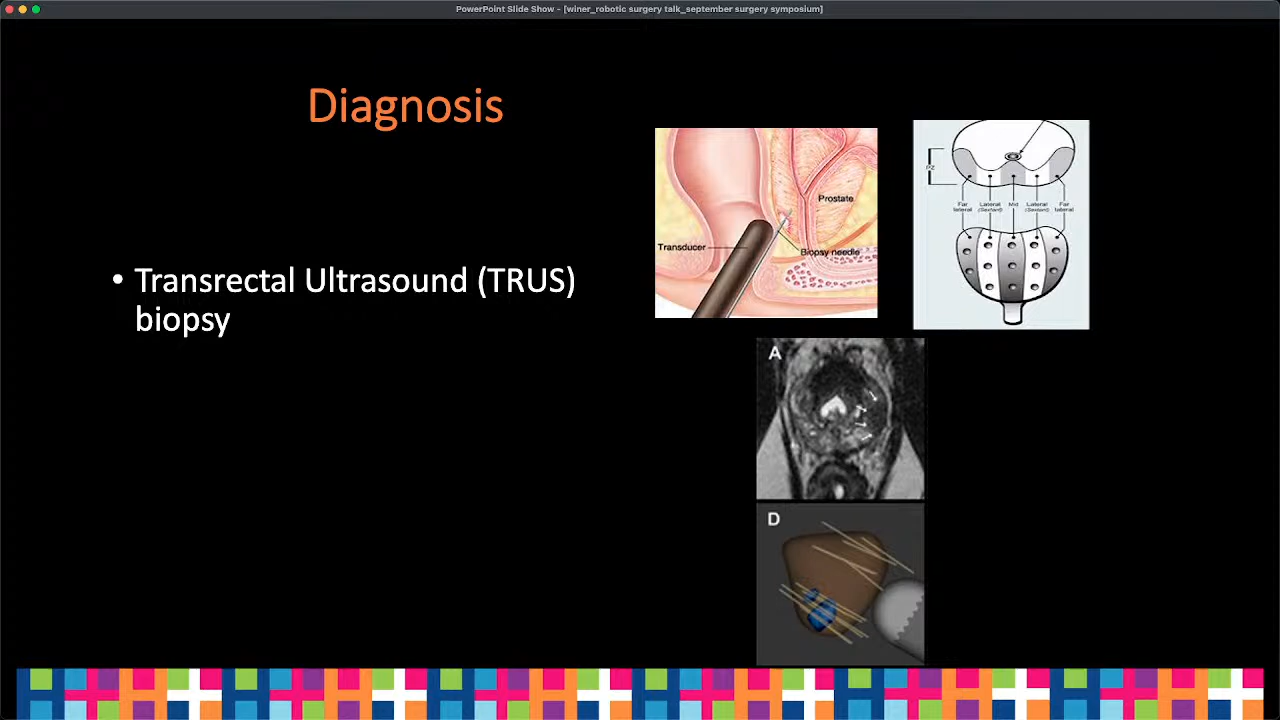 PowerPoint Slide Show - [winer_robotic surgery talk_september surgery symposium]
Diagnosis
• Transrectal Ultrasound (TRUS)
biopsy
Prostate
Transducer
Biopsy needle
PZ
Far lateral
Lateral (Sextant)
Mid
Lateral (Sextant)
Far lateral
A
D